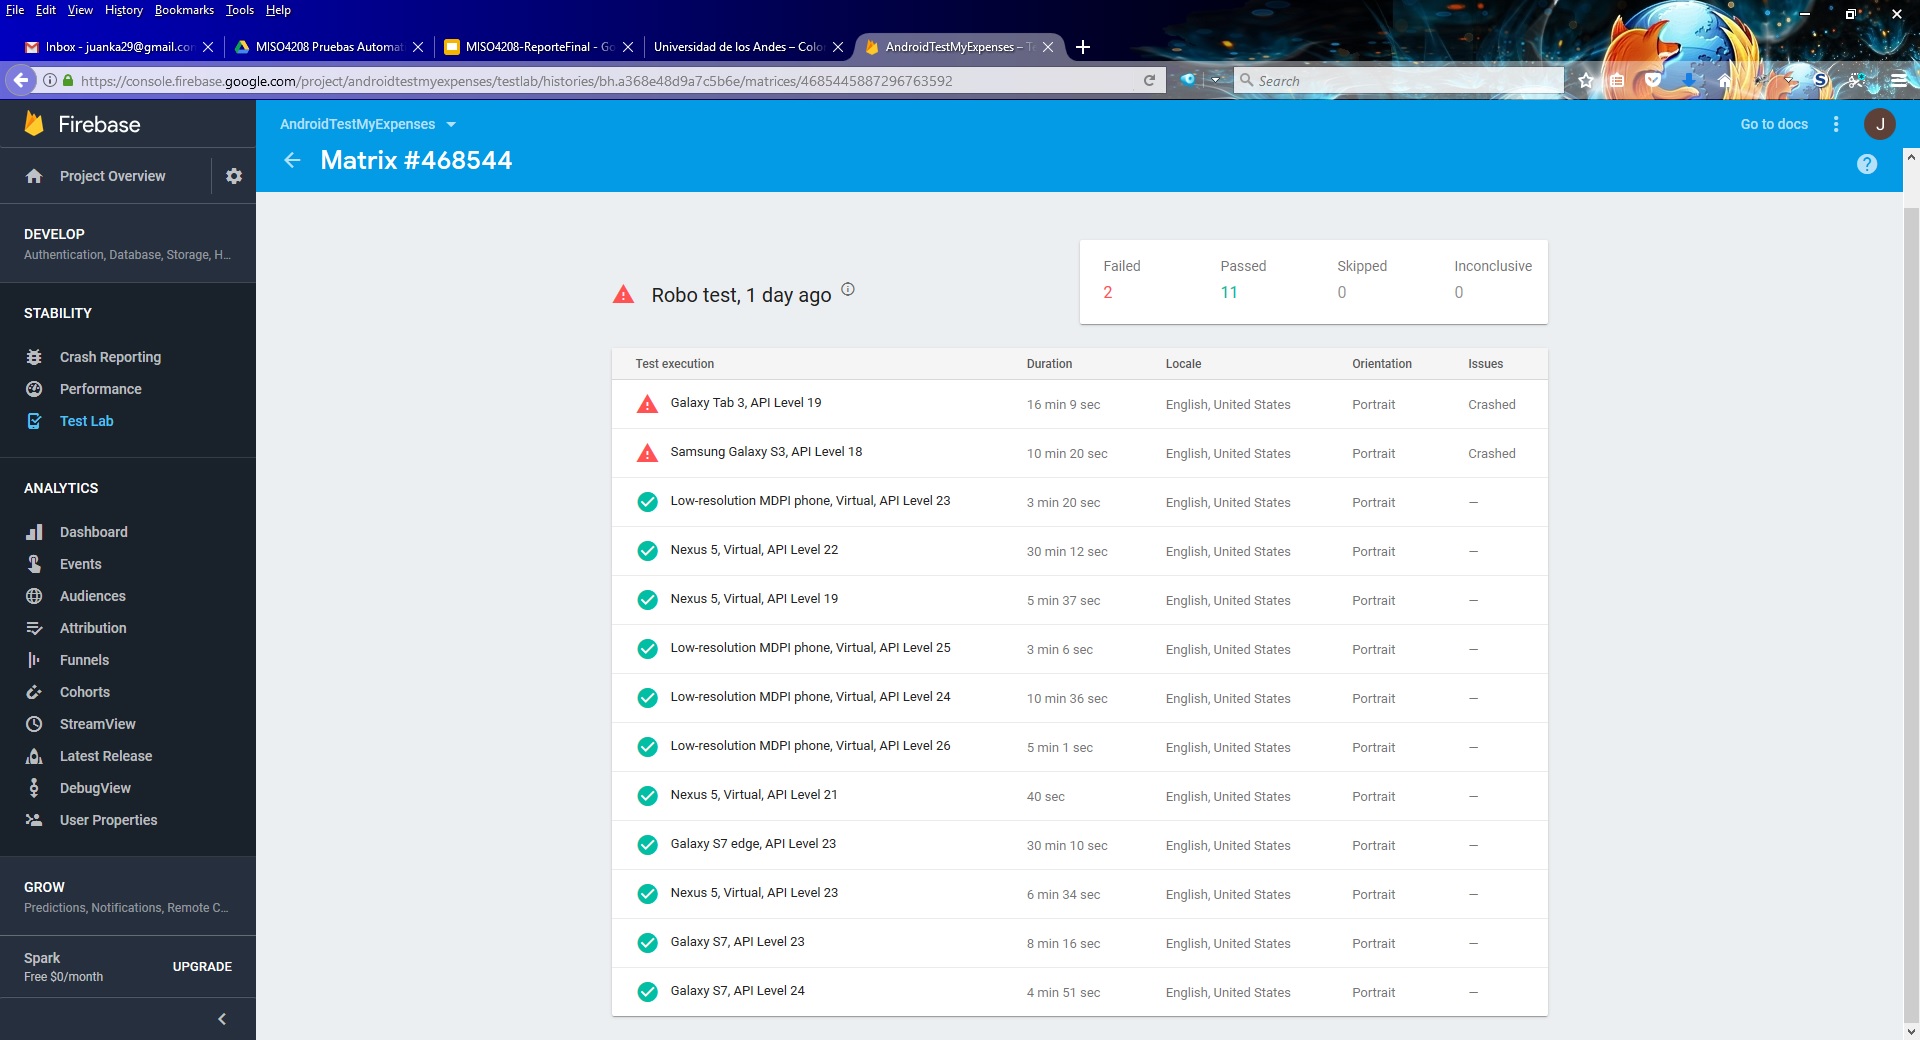 File Edit View History Bookmarks Tools Help
Inbox - juanka29@gmail.con
MISO4208 Pruebas Automat
MISO4208-ReporteFinal - Go
Universidad de los Andes – Colo
AndroidTestMyExpenses – Te
https://console.firebase.google.com/project/androidtestmyexpenses/testlab/histories/bh.a368e48d9a7c5b6e/matrices/4685445887296763592
Search
Firebase
AndroidTestMyExpenses
Go to docs
J
Matrix #468544
Project Overview
DEVELOP
Authentication, Database, Storage, H...
STABILITY
Crash Reporting
Performance
Test Lab
ANALYTICS
Dashboard
Events
Audiences
Attribution
Funnels
Cohorts
StreamView
Latest Release
DebugView
User Properties
GROW
Predictions, Notifications, Remote C...
Spark
Free $0/month
UPGRADE
Robo test, 1 day ago
Failed Passed Skipped Inconclusive
2 11 0 0
Test execution Duration Locale Orientation Issues
Galaxy Tab 3, API Level 19 16 min 9 sec English, United States Portrait Crashed
Samsung Galaxy S3, API Level 18 10 min 20 sec English, United States Portrait Crashed
Low-resolution MDPI phone, Virtual, API Level 23 3 min 20 sec English, United States Portrait —
Nexus 5, Virtual, API Level 22 30 min 12 sec English, United States Portrait —
Nexus 5, Virtual, API Level 19 5 min 37 sec English, United States Portrait —
Low-resolution MDPI phone, Virtual, API Level 25 3 min 6 sec English, United States Portrait —
Low-resolution MDPI phone, Virtual, API Level 24 10 min 36 sec English, United States Portrait —
Low-resolution MDPI phone, Virtual, API Level 26 5 min 1 sec English, United States Portrait —
Nexus 5, Virtual, API Level 21 40 sec English, United States Portrait —
Galaxy S7 edge, API Level 23 30 min 10 sec English, United States Portrait —
Nexus 5, Virtual, API Level 23 6 min 34 sec English, United States Portrait —
Galaxy S7, API Level 23 8 min 16 sec English, United States Portrait —
Galaxy S7, API Level 24 4 min 51 sec English, United States Portrait —